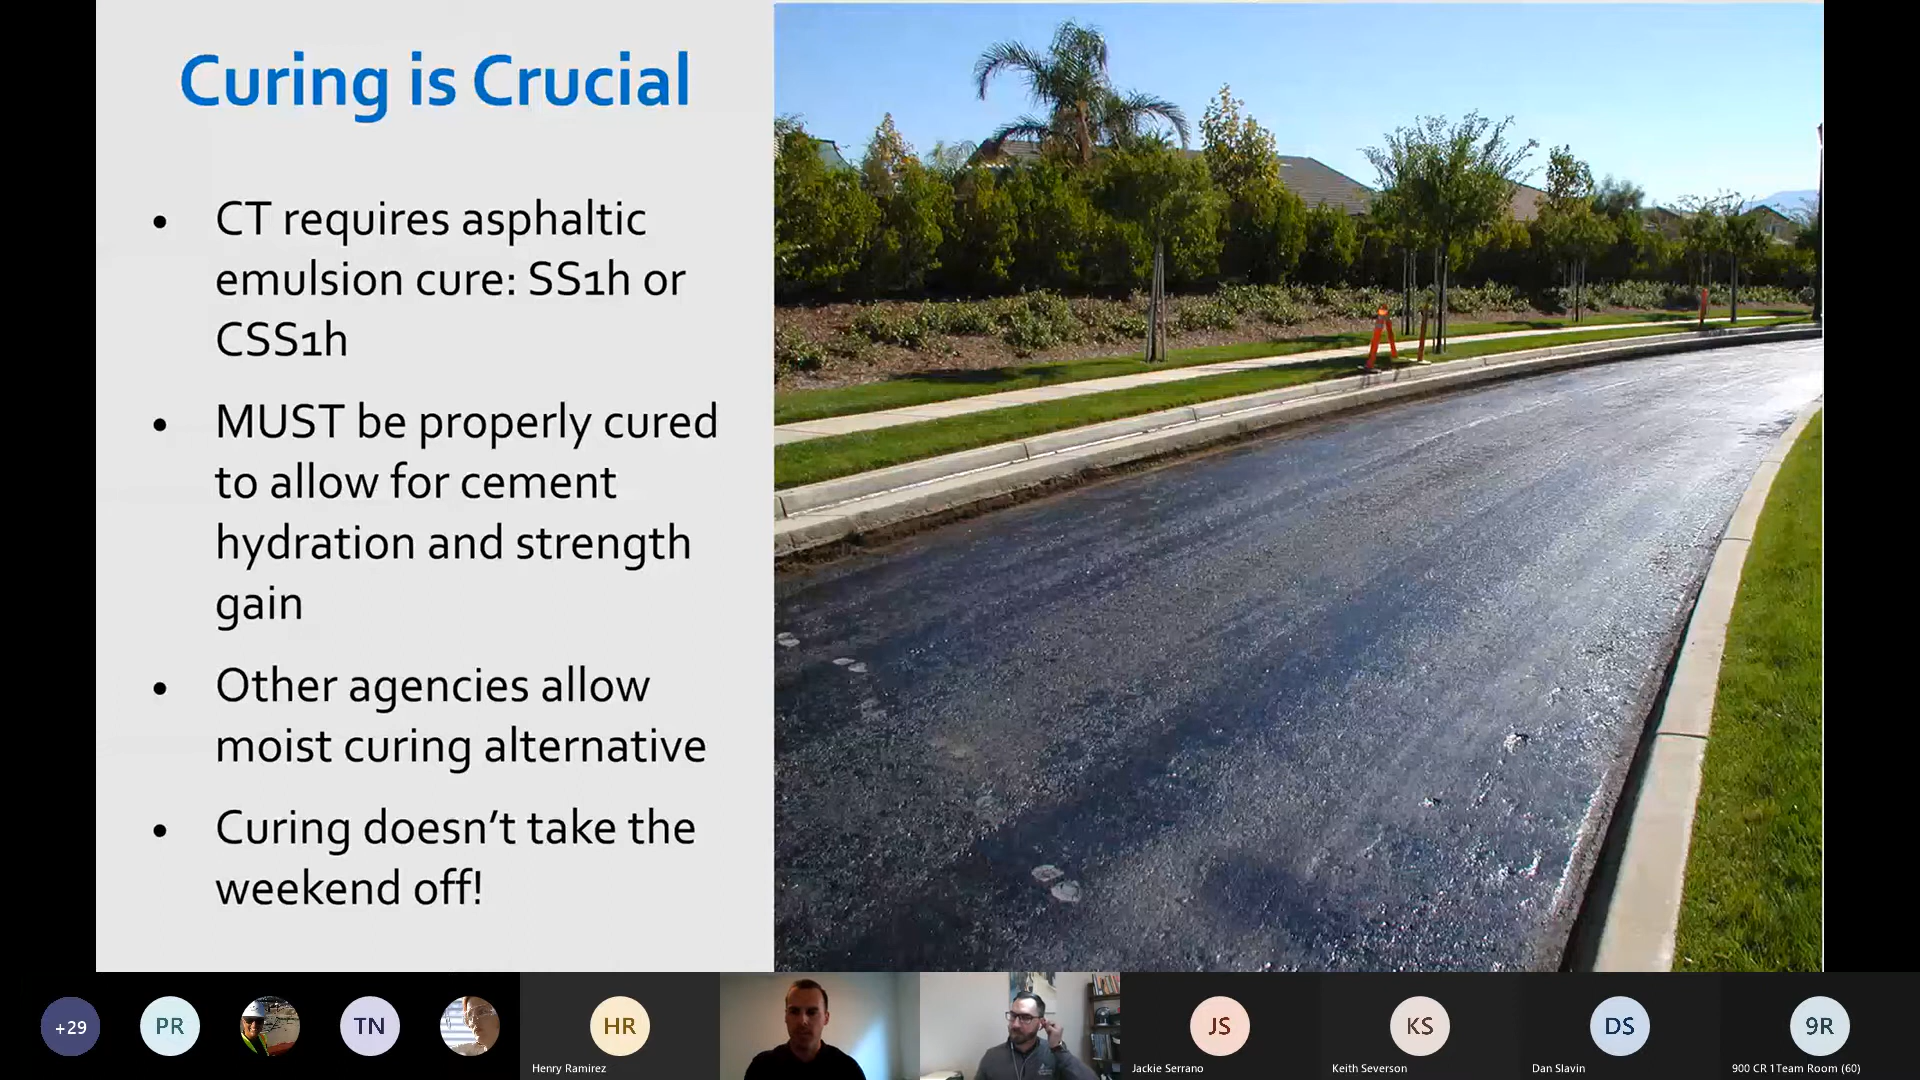 Curing is Crucial
• CT requires asphaltic
emulsion cure: SS1h or
CSS1h
• MUST be properly cured
to allow for cement
hydration and strength
gain
• Other agencies allow
moist curing alternative
• Curing doesn't take the
weekend off!
+29
PR
TN
HR
JS
KS
DS
9R
Henry Ramirez
Jackie Serrano
Keith Severson
Dan Slavin
900 CR 1Team Room (60)